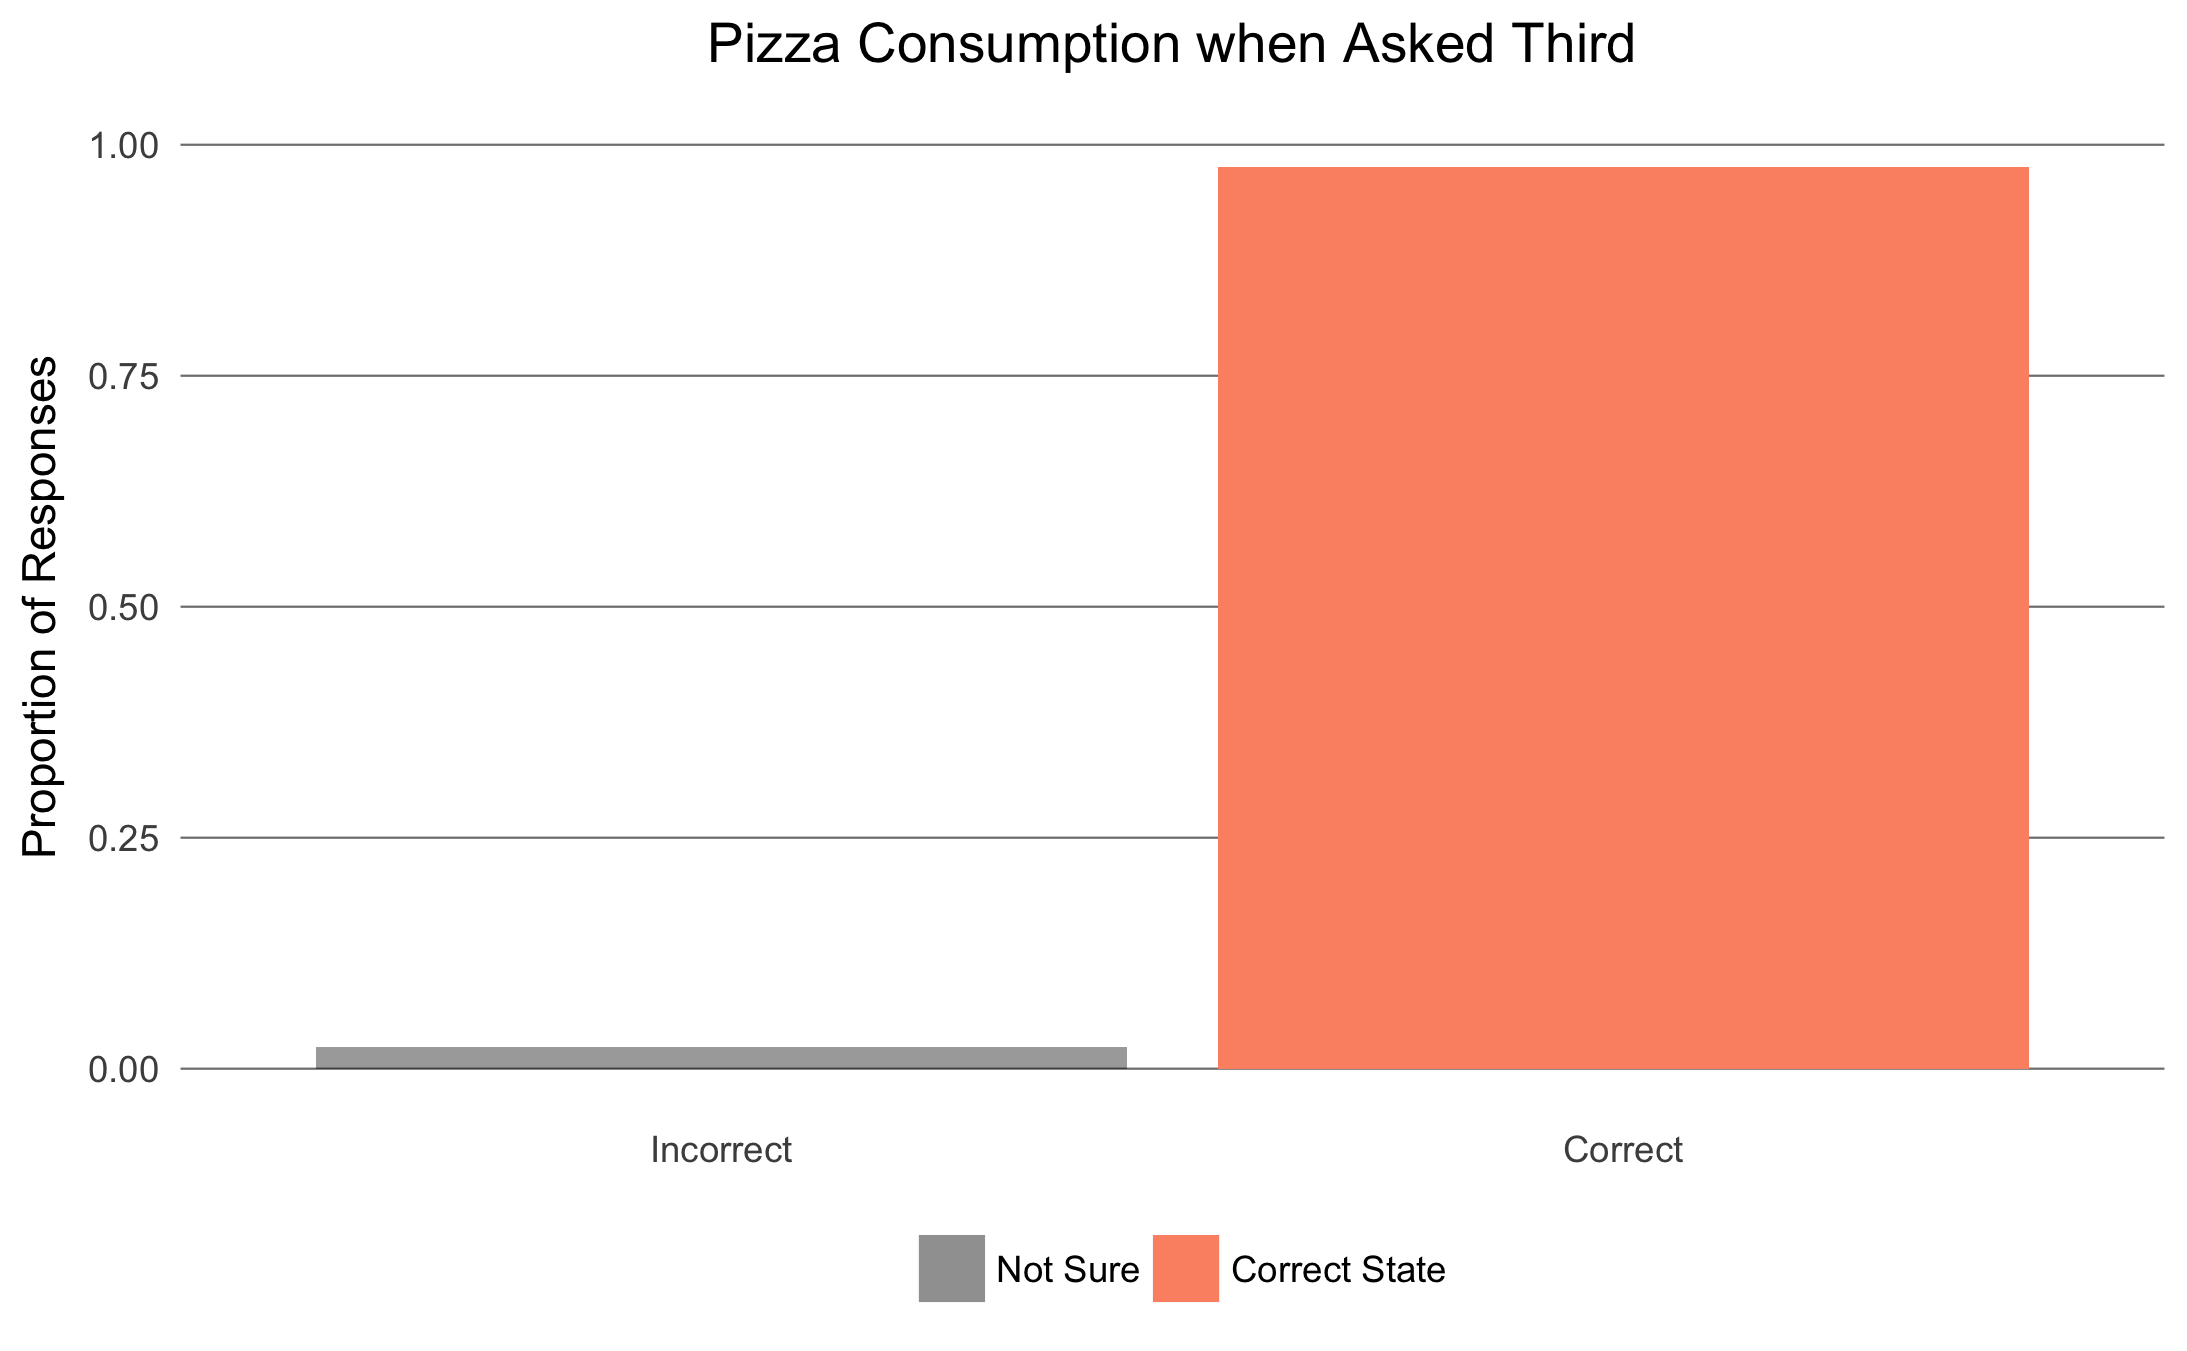 Pizza Consumption when Asked Third
Proportion of Responses
1.00
0.75
0.50
0.25
0.00
Incorrect
Correct
Not Sure
Correct State